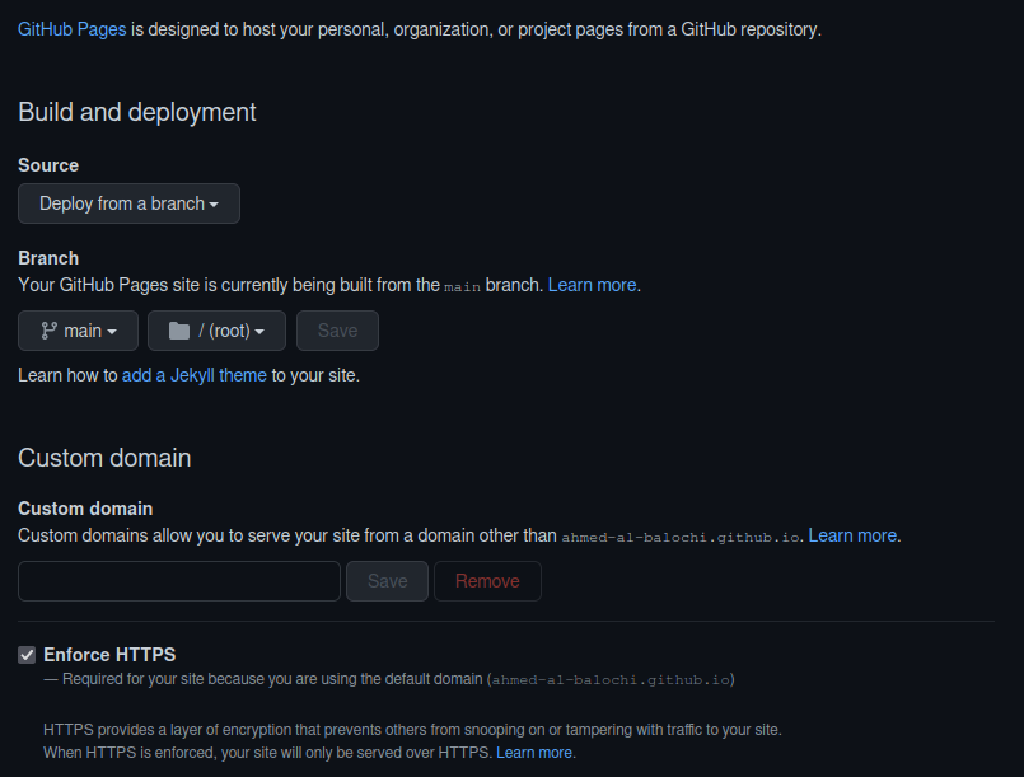 GitHub Pages is designed to host your personal, organization, or project pages from a GitHub repository.
Build and deployment
Source
Deploy from a branch
Branch
Your GitHub Pages site is currently being built from the main branch. Learn more.
main / (root) Save
Learn how to add a Jekyll theme to your site.
Custom domain
Custom domain
Custom domains allow you to serve your site from a domain other than ahmed-al-balochi.github.io. Learn more.
Save Remove
Enforce HTTPS
— Required for your site because you are using the default domain (ahmed-al-balochi.github.io)
HTTPS provides a layer of encryption that prevents others from snooping on or tampering with traffic to your site.
When HTTPS is enforced, your site will only be served over HTTPS. Learn more.